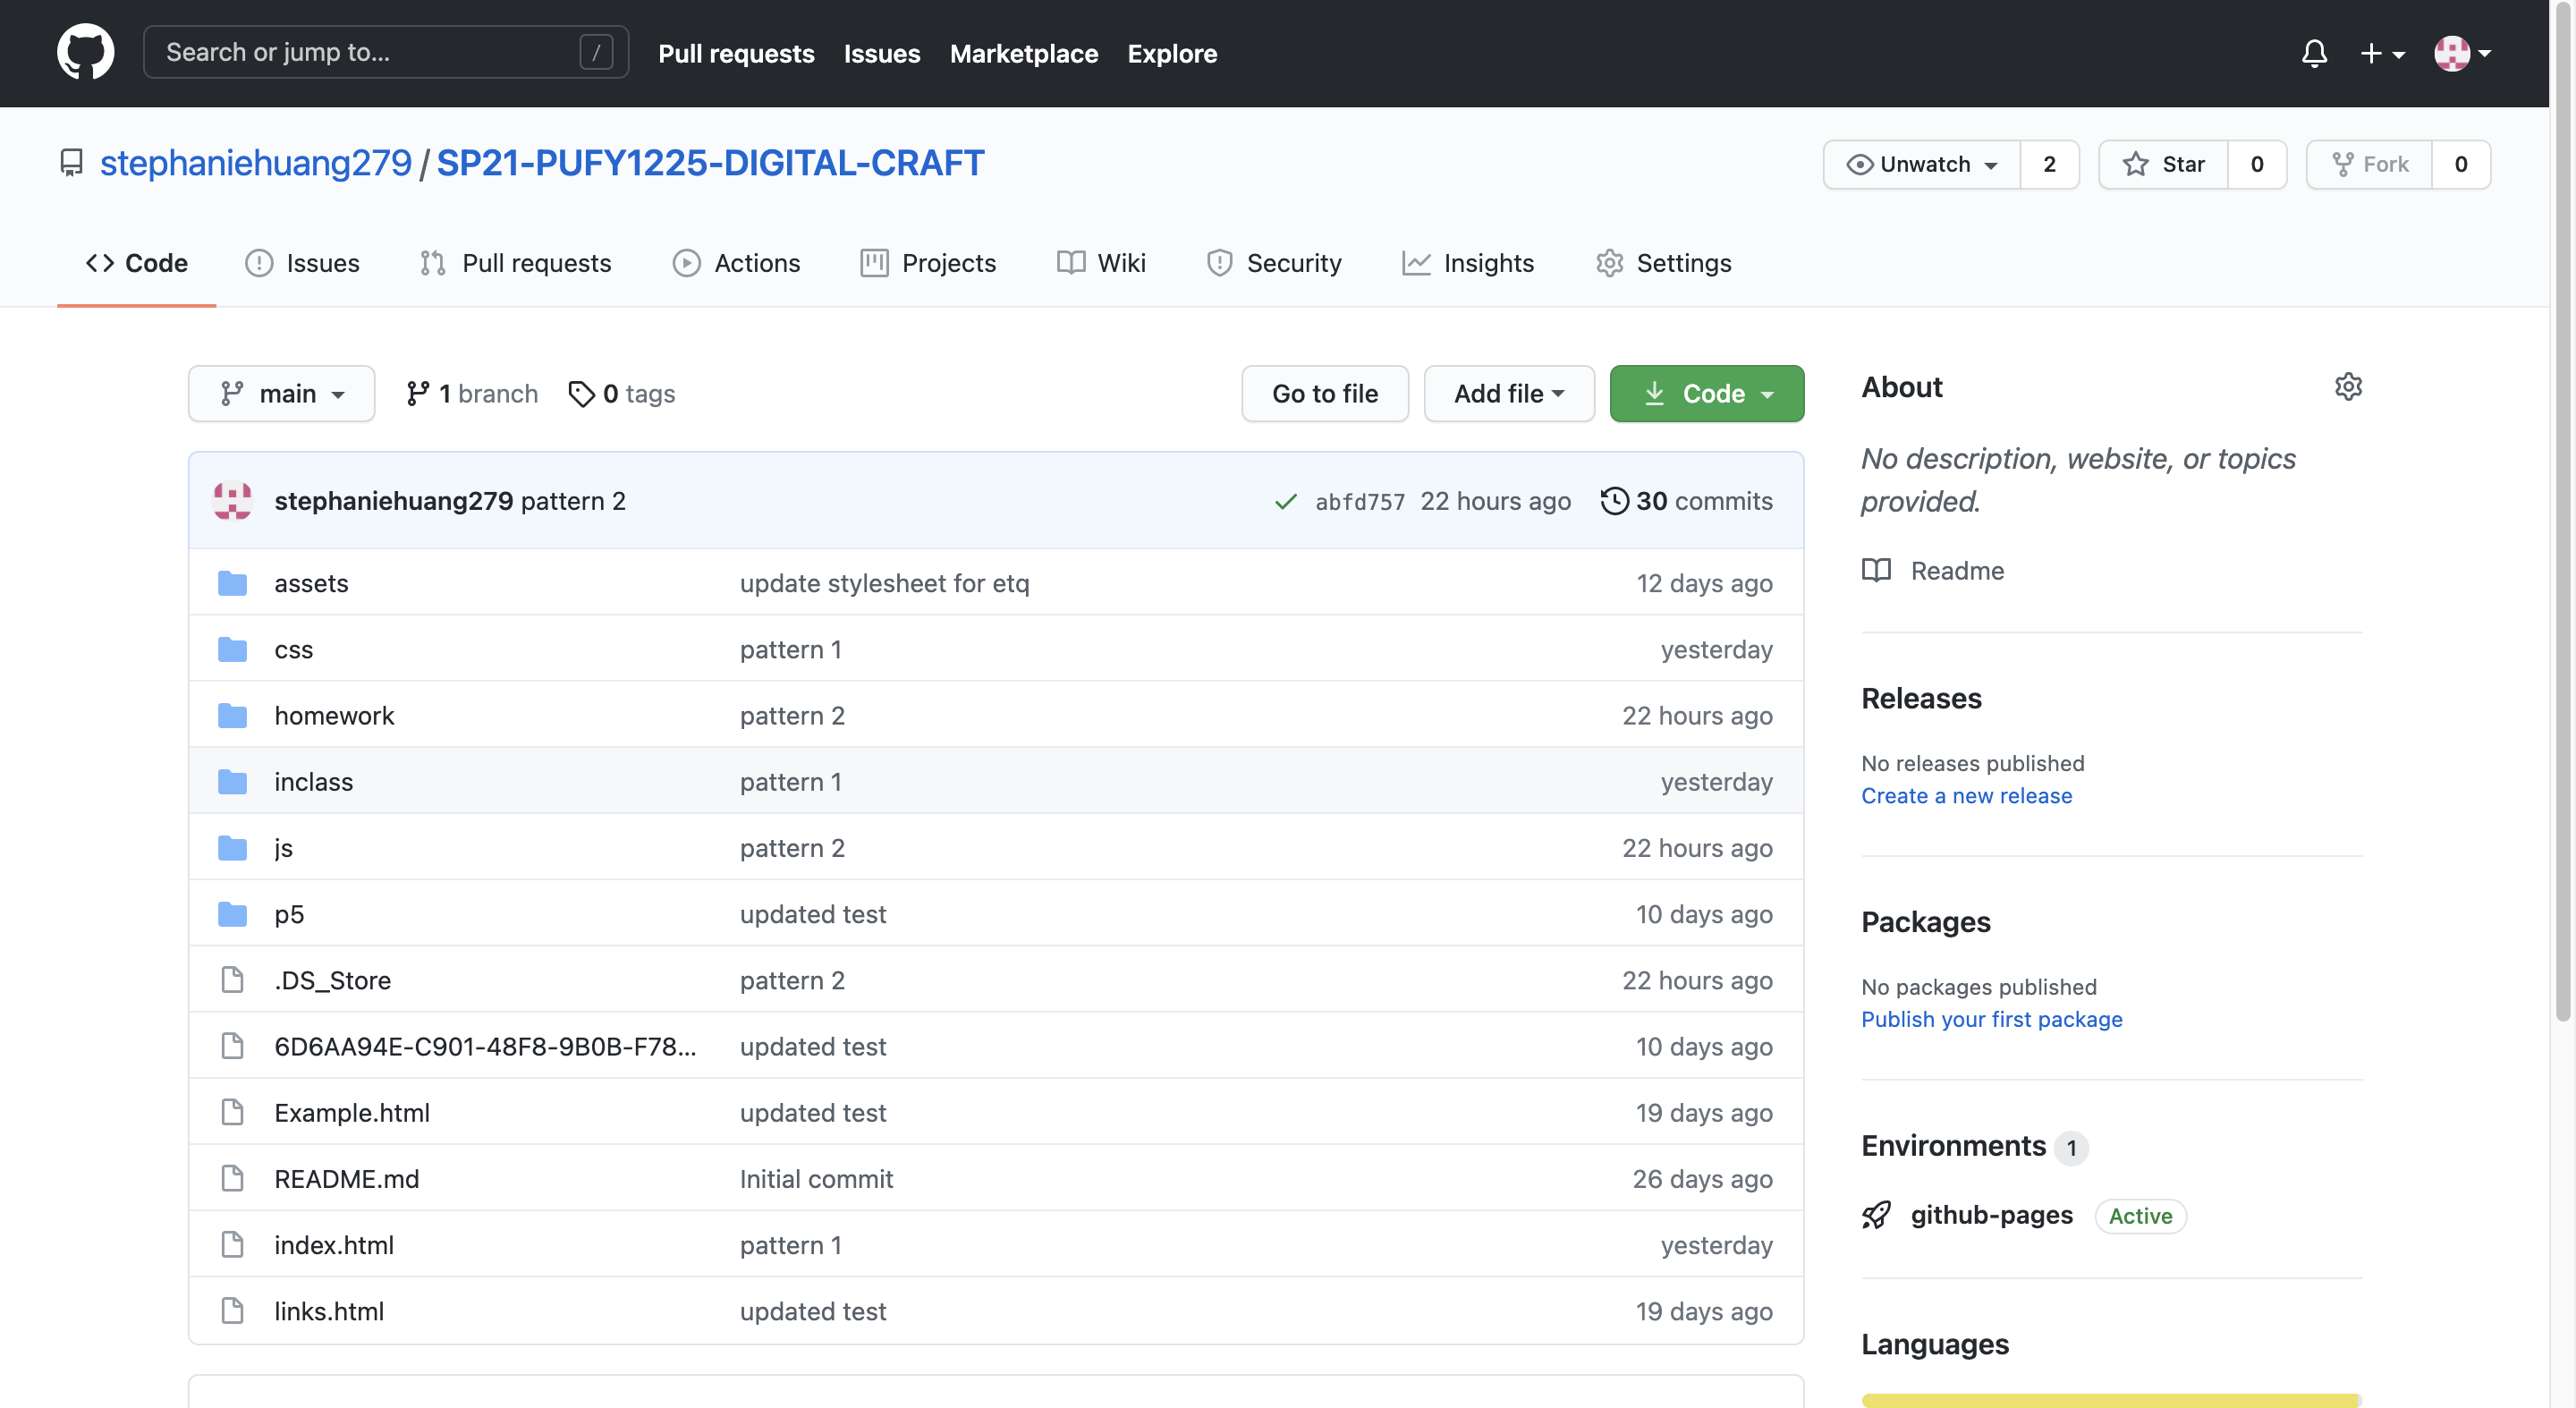 Search or jump to... / Pull requests Issues Marketplace Explore
stephaniehuang279 / SP21-PUFY1225-DIGITAL-CRAFT Unwatch 2 Star 0 Fork 0
Code Issues Pull requests Actions Projects Wiki Security Insights Settings
main 1 branch 0 tags Go to file Add file Code
stephaniehuang279 pattern 2 abfd757 22 hours ago 30 commits
assets update stylesheet for etq 12 days ago
css pattern 1 yesterday
homework pattern 2 22 hours ago
inclass pattern 1 yesterday
js pattern 2 22 hours ago
p5 updated test 10 days ago
.DS_Store pattern 2 22 hours ago
6D6AA94E-C901-48F8-9B0B-F78... updated test 10 days ago
Example.html updated test 19 days ago
README.md Initial commit 26 days ago
index.html pattern 1 yesterday
links.html updated test 19 days ago
About
No description, website, or topics
provided.
Readme
Releases
No releases published
Create a new release
Packages
No packages published
Publish your first package
Environments 1
github-pages Active
Languages